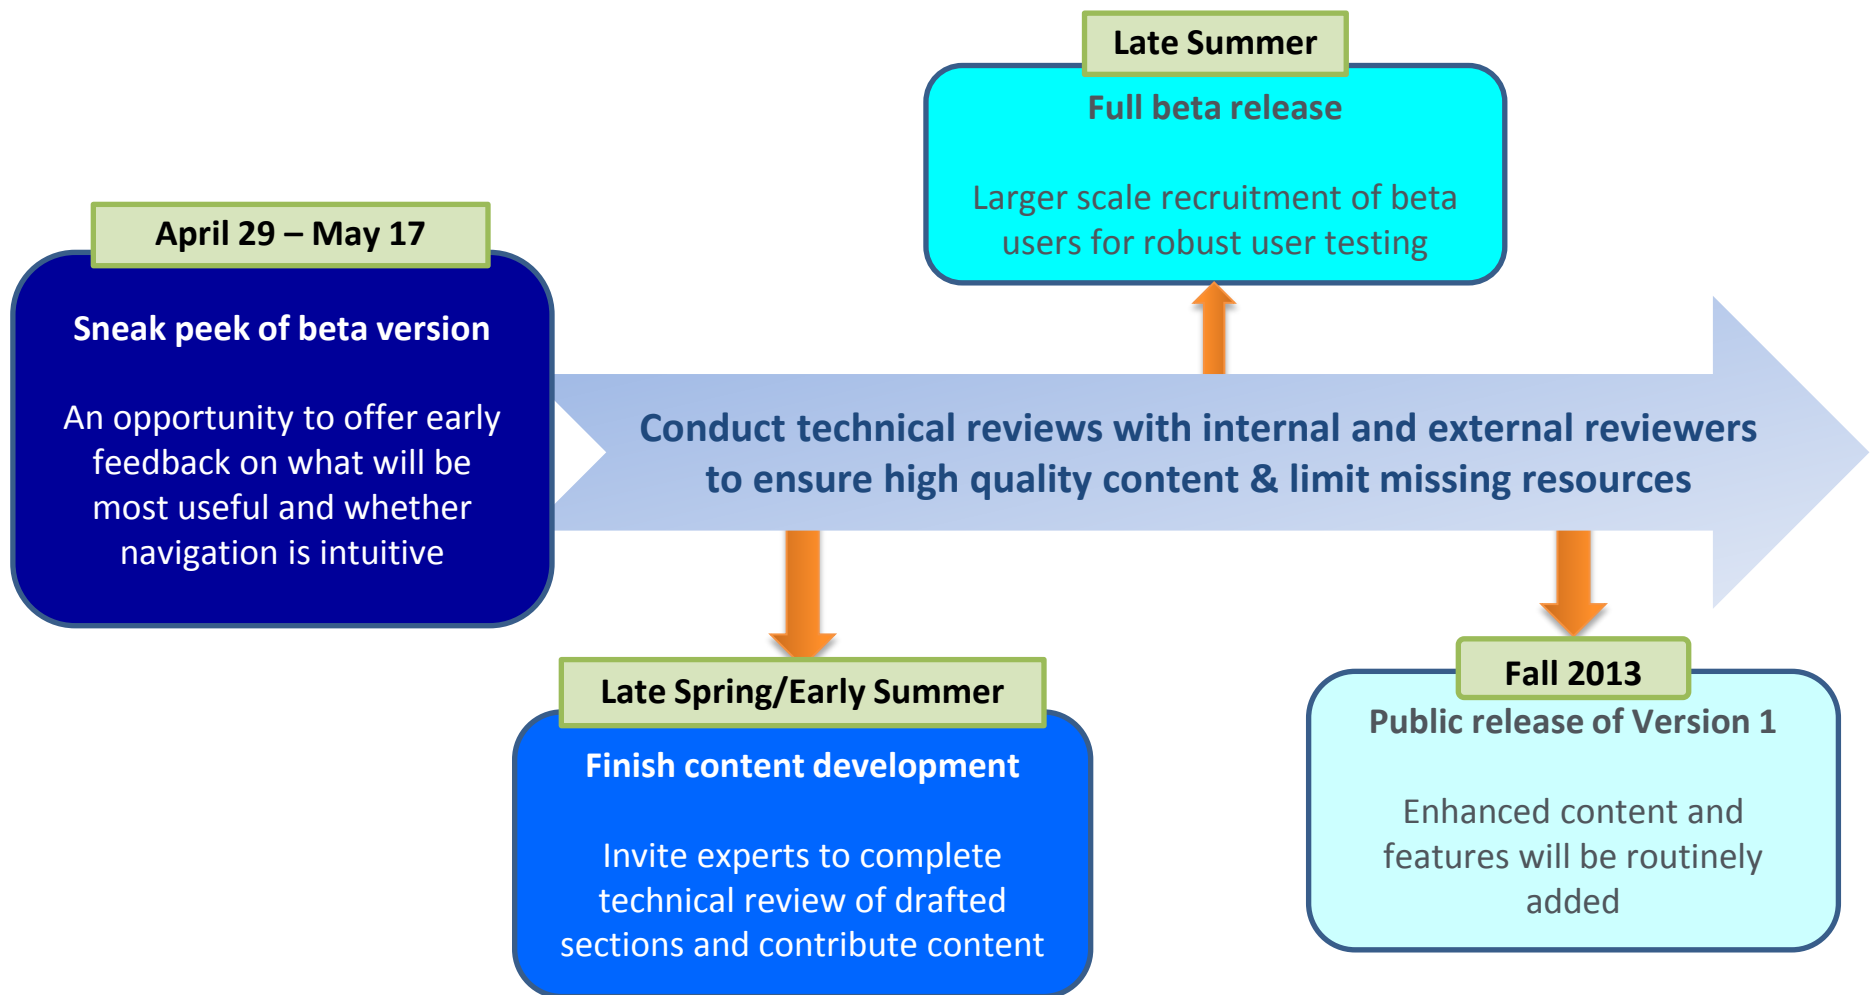 Late Summer
Full beta release
Larger scale recruitment of beta
users for robust user testing
April 29 – May 17
Sneak peek of beta version
An opportunity to offer early
feedback on what will be
most useful and whether
navigation is intuitive
Conduct technical reviews with internal and external reviewers
to ensure high quality content & limit missing resources
Late Spring/Early Summer
Finish content development
Invite experts to complete
technical review of drafted
sections and contribute content
Fall 2013
Public release of Version 1
Enhanced content and
features will be routinely
added